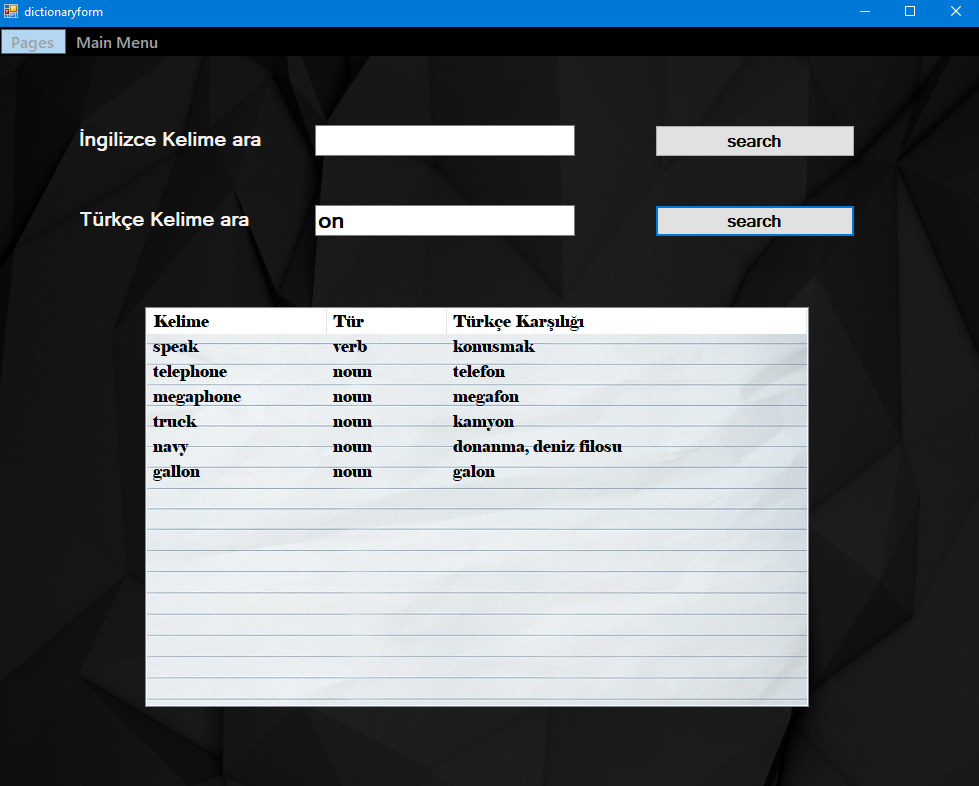 dictionaryform
Pages Main Menu
İngilizce Kelime ara search
Türkçe Kelime ara on search
Kelime Tür Türkçe Karşılığı
speak verb konusmak
telephone noun telefon
megaphone noun megafon
truck noun kamyon
navy noun donanma, deniz filosu
gallon noun galon